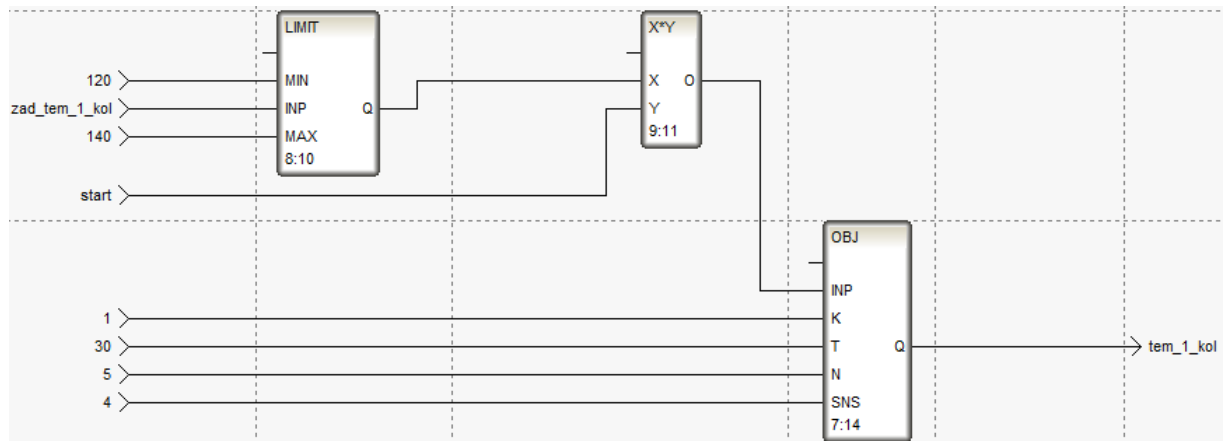 LIMIT
X*Y
120
MIN
X
O
zad_tem_1_kol
INP
Q
Y
140
MAX
9:11
8:10
start
OBJ
INP
1
K
30
T
Q
tem_1_kol
5
N
4
SNS
7:14